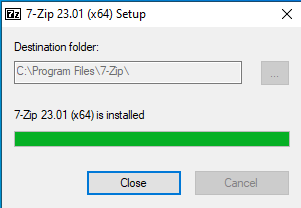 7z 7-Zip 23.01 (x64) Setup
Destination folder:
C:\Program Files\7-Zip\
...
7-Zip 23.01 (x64) is installed
Close Cancel